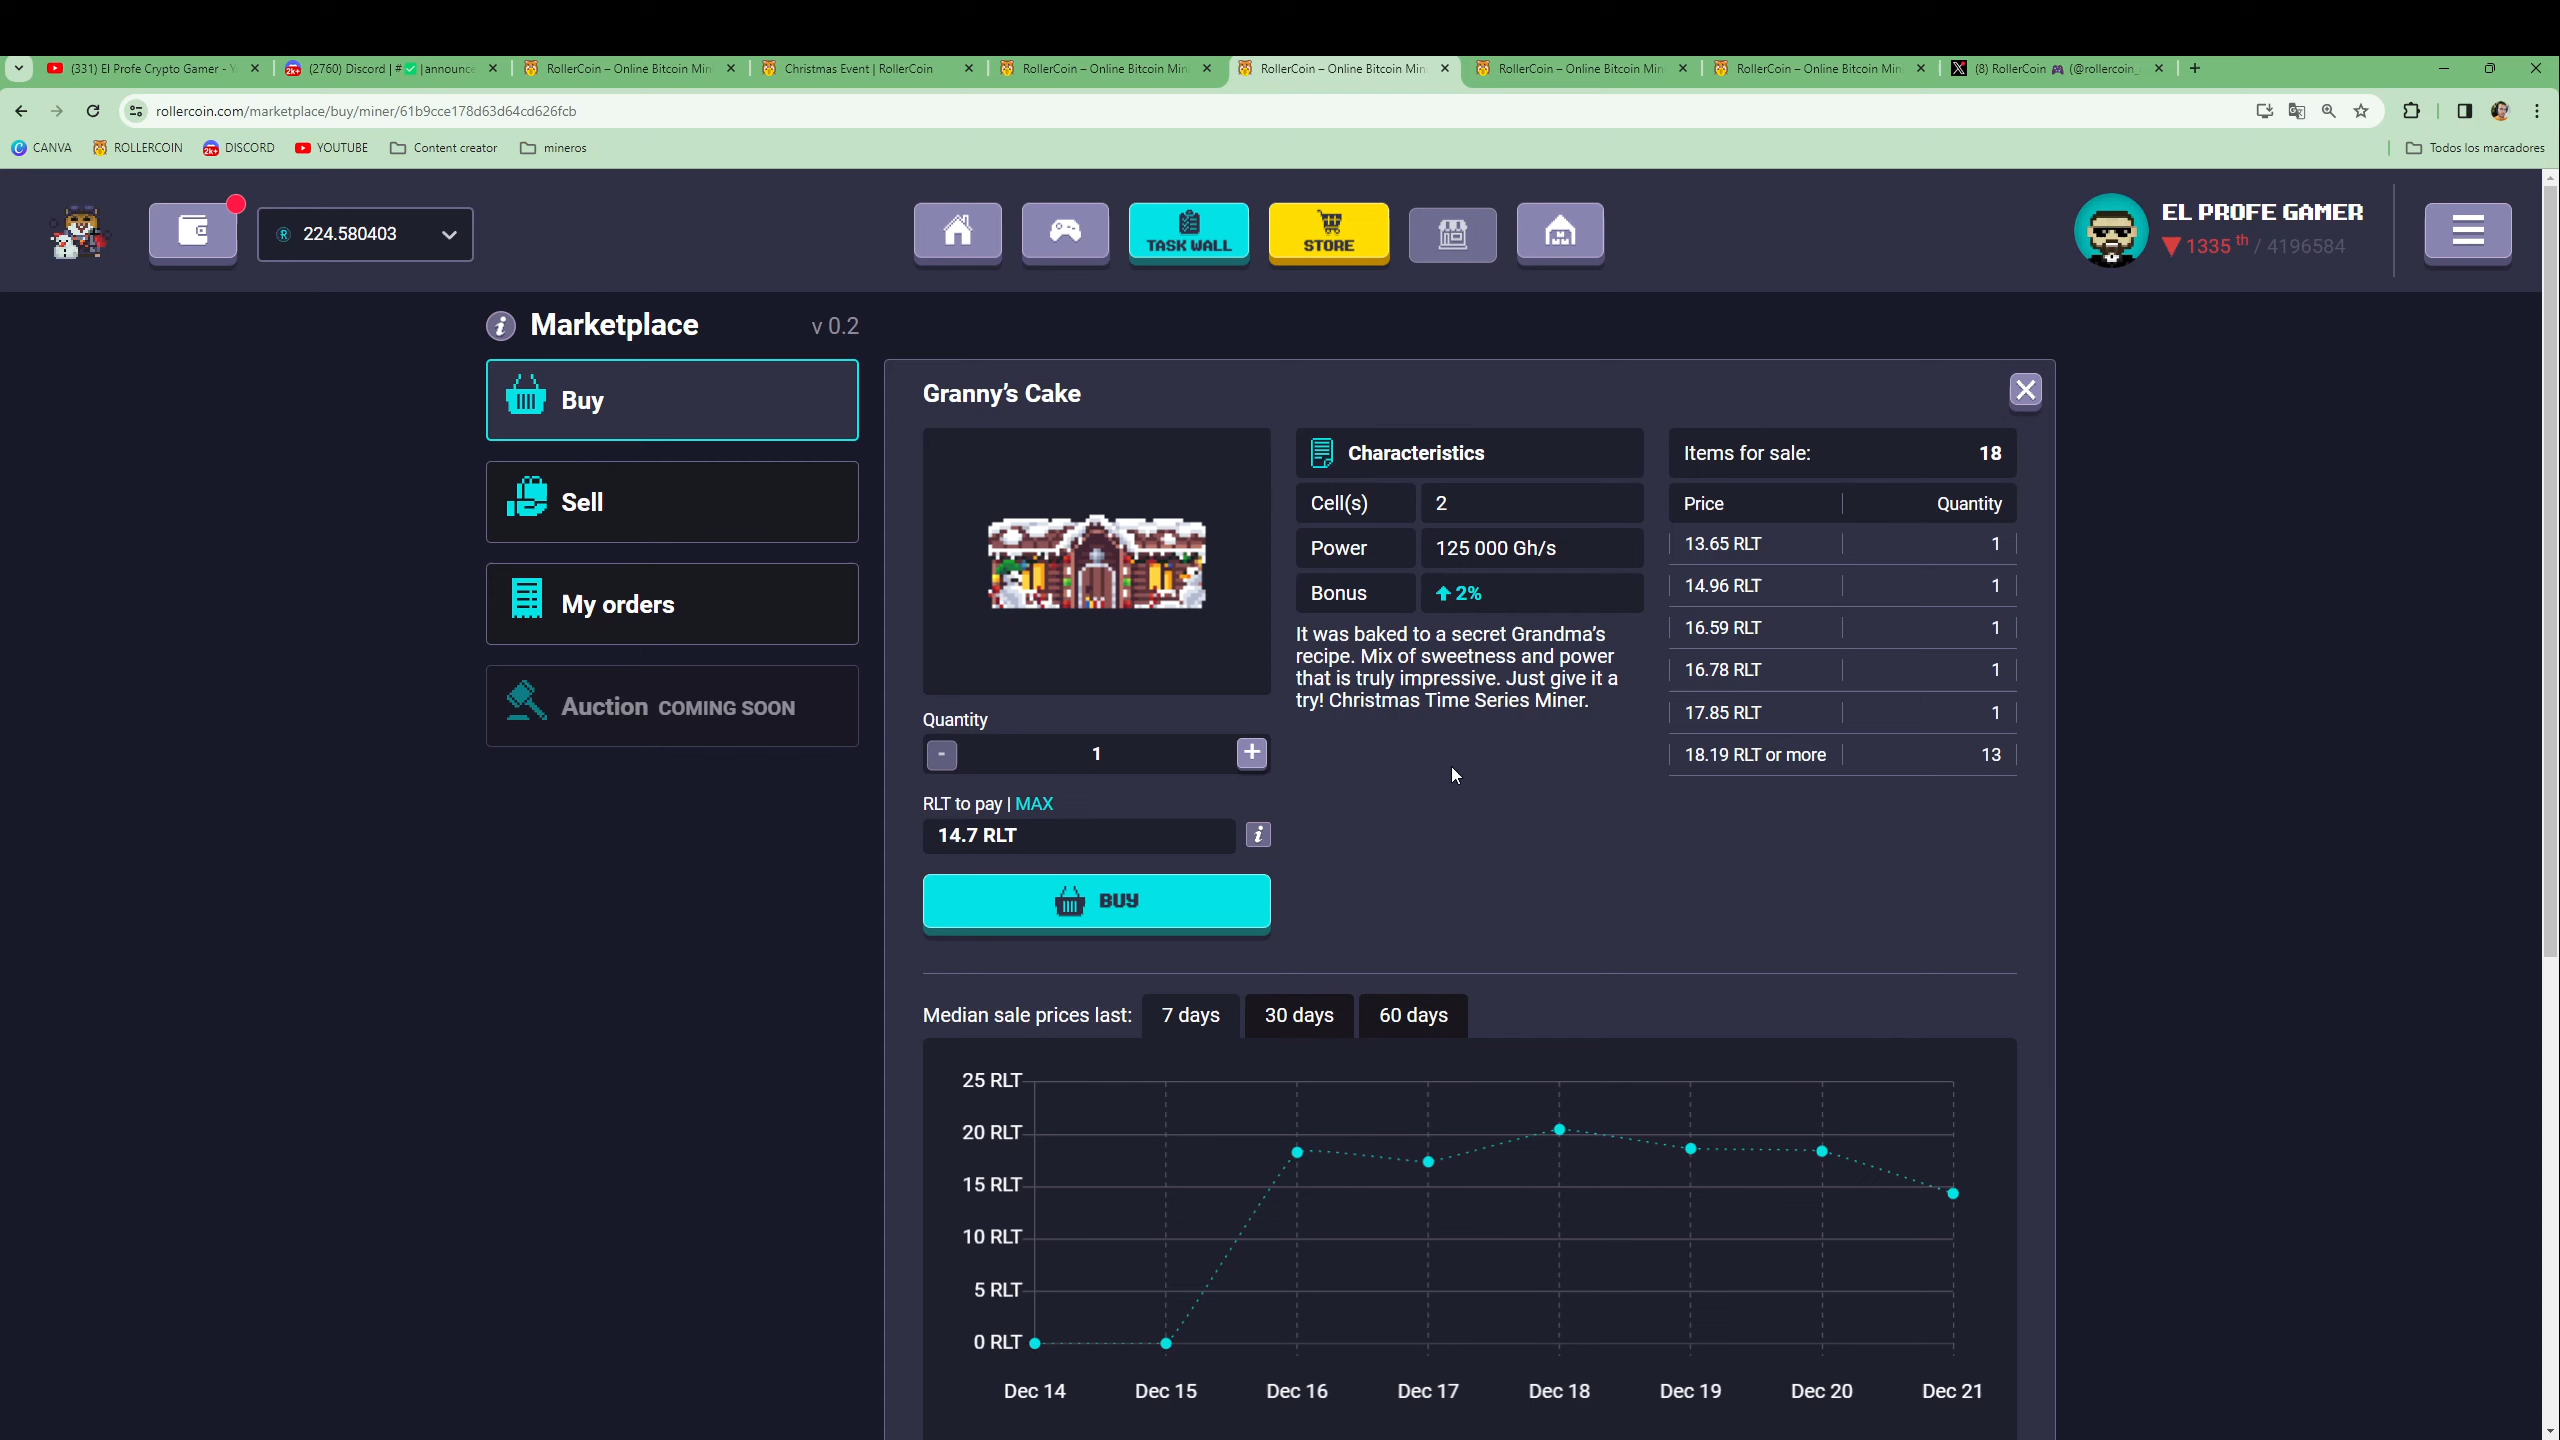 (331) El Profe Crypto Gamer - Y
(2760) Discord | #✅|announce
RollerCoin – Online Bitcoin Min
Christmas Event | RollerCoin
RollerCoin – Online Bitcoin Min
RollerCoin – Online Bitcoin Min
RollerCoin – Online Bitcoin Min
RollerCoin – Online Bitcoin Min
(8) RollerCoin 🎮 (@rollercoin_
rollercoin.com/marketplace/buy/miner/61b9cce178d63d64cd626fcb
CANVA
ROLLERCOIN
DISCORD
YOUTUBE
Content creator
mineros
Todos los marcadores
224.580403
TASK WALL
STORE
EL PROFE GAMER
1335 th / 4196584
Marketplace
v 0.2
Buy
Sell
My orders
Auction COMING SOON
Granny's Cake
Characteristics
Cell(s) 2
Power 125 000 Gh/s
Bonus 2%
It was baked to a secret Grandma's
recipe. Mix of sweetness and power
that is truly impressive. Just give it a
try! Christmas Time Series Miner.
Items for sale: 18
Price Quantity
13.65 RLT 1
14.96 RLT 1
16.59 RLT 1
16.78 RLT 1
17.85 RLT 1
18.19 RLT or more 13
Quantity
- 1 +
RLT to pay | MAX
14.7 RLT
BUY
Median sale prices last: 7 days 30 days 60 days
25 RLT
20 RLT
15 RLT
10 RLT
5 RLT
0 RLT
Dec 14 Dec 15 Dec 16 Dec 17 Dec 18 Dec 19 Dec 20 Dec 21